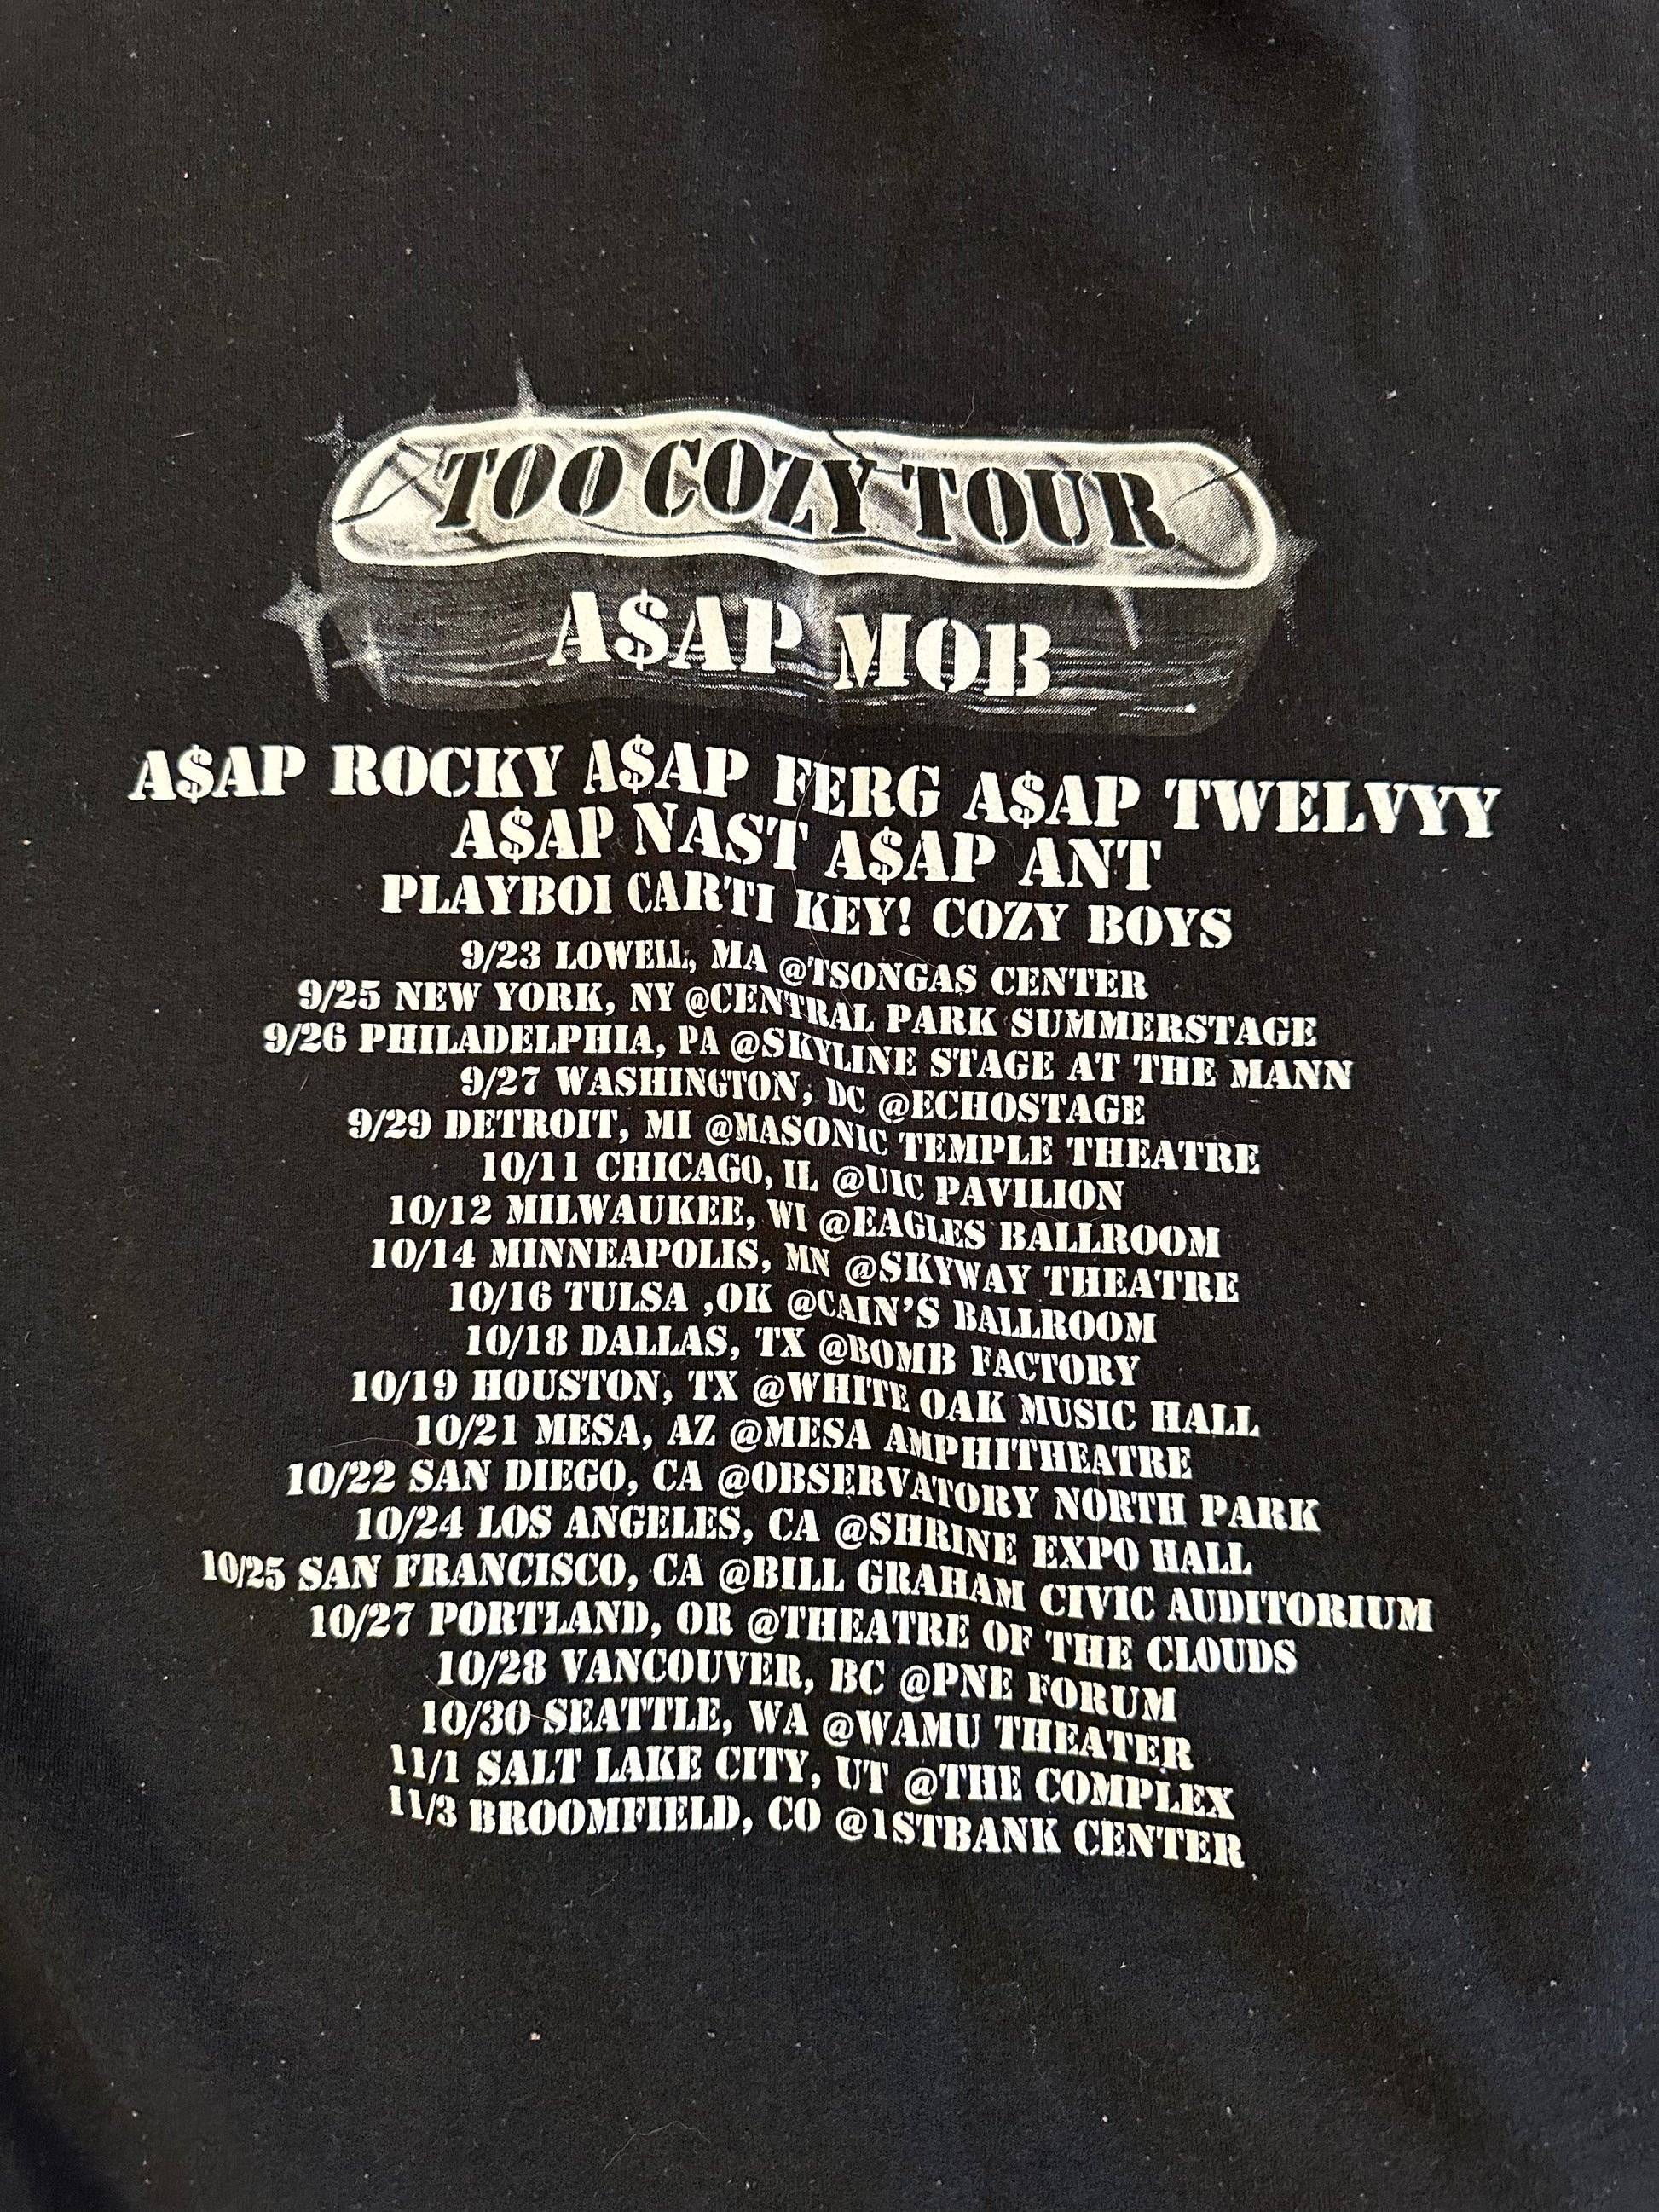 TOO COZY TOUR
A$AP MOB
A$AP ROCKY A$AP FERG A$AP TWELVYY
A$AP NAST A$AP ANT
PLAYBOI CARTI KEY! COZY BOYS
9/23 LOWELL, MA @TSONGAS CENTER
9/25 NEW YORK, NY @CENTRAL PARK SUMMERSTAGE
9/26 PHILADELPHIA, PA @SKYLINE STAGE AT THE MANN
9/27 WASHINGTON, DC @ECHOSTAGE
9/29 DETROIT, MI @MASONIC TEMPLE THEATRE
10/11 CHICAGO, IL @UIC PAVILION
10/12 MILWAUKEE, WI @EAGLES BALLROOM
10/14 MINNEAPOLIS, MN @SKYWAY THEATRE
10/16 TULSA ,OK @CAIN'S BALLROOM
10/18 DALLAS, TX @BOMB FACTORY
10/19 HOUSTON, TX @WHITE OAK MUSIC HALL
10/21 MESA, AZ @MESA AMPHITHEATRE
10/22 SAN DIEGO, CA @OBSERVATORY NORTH PARK
10/24 LOS ANGELES, CA @SHRINE EXPO HALL
10/25 SAN FRANCISCO, CA @BILL GRAHAM CIVIC AUDITORIUM
10/27 PORTLAND, OR @THEATRE OF THE CLOUDS
10/28 VANCOUVER, BC @PNE FORUM
10/30 SEATTLE, WA @WAMU THEATER
11/1 SALT LAKE CITY, UT @THE COMPLEX
11/3 BROOMFIELD, CO @1STBANK CENTER